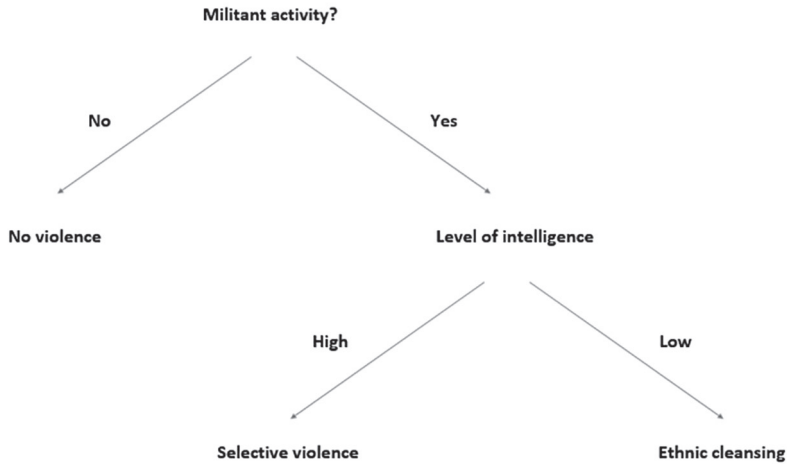 Militant activity?
No
Yes
No violence
Level of intelligence
High
Low
Selective violence
Ethnic cleansing